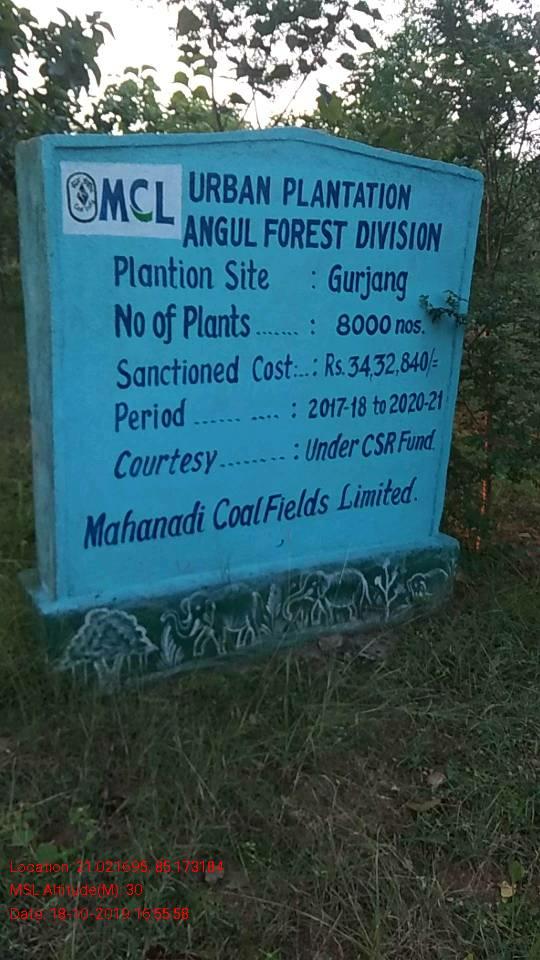 MCL
URBAN PLANTATION
ANGUL FOREST DIVISION
Plantion Site : Gurjang
No of Plants ....... : 8000 nos.
Sanctioned Cost:..: Rs. 34,32,840/=
Period ...... .... : 2017-18 to 2020-21
Courtesy ........ : Under CSR Fund.
Mahanadi CoalFields Limited.
Location: 21.021695, 85.173184
MSL Altitude(M): 30
Date: 18-10-2019 16:55:58